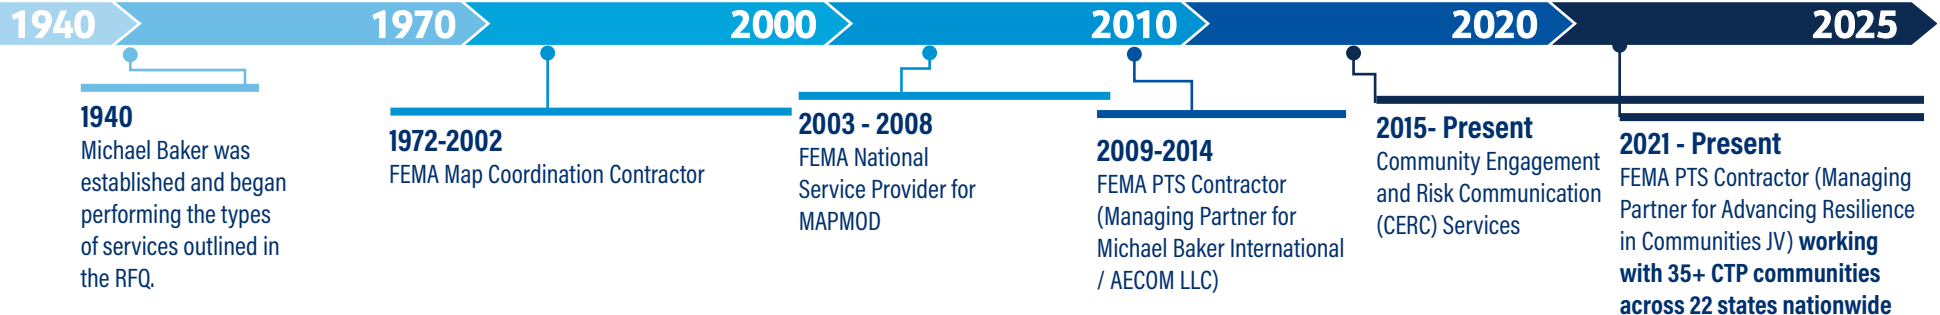 1940
1970
2000
2010
2020
2025
1940
Michael Baker was
established and began
performing the types
of services outlined in
the RFQ.
1972-2002
FEMA Map Coordination Contractor
2003 - 2008
FEMA National
Service Provider for
MAPMOD
2009-2014
FEMA PTS Contractor
(Managing Partner for
Michael Baker International
/ AECOM LLC)
2015- Present
Community Engagement
and Risk Communication
(CERC) Services
2021 - Present
FEMA PTS Contractor (Managing
Partner for Advancing Resilience
in Communities JV) working
with 35+ CTP communities
across 22 states nationwide